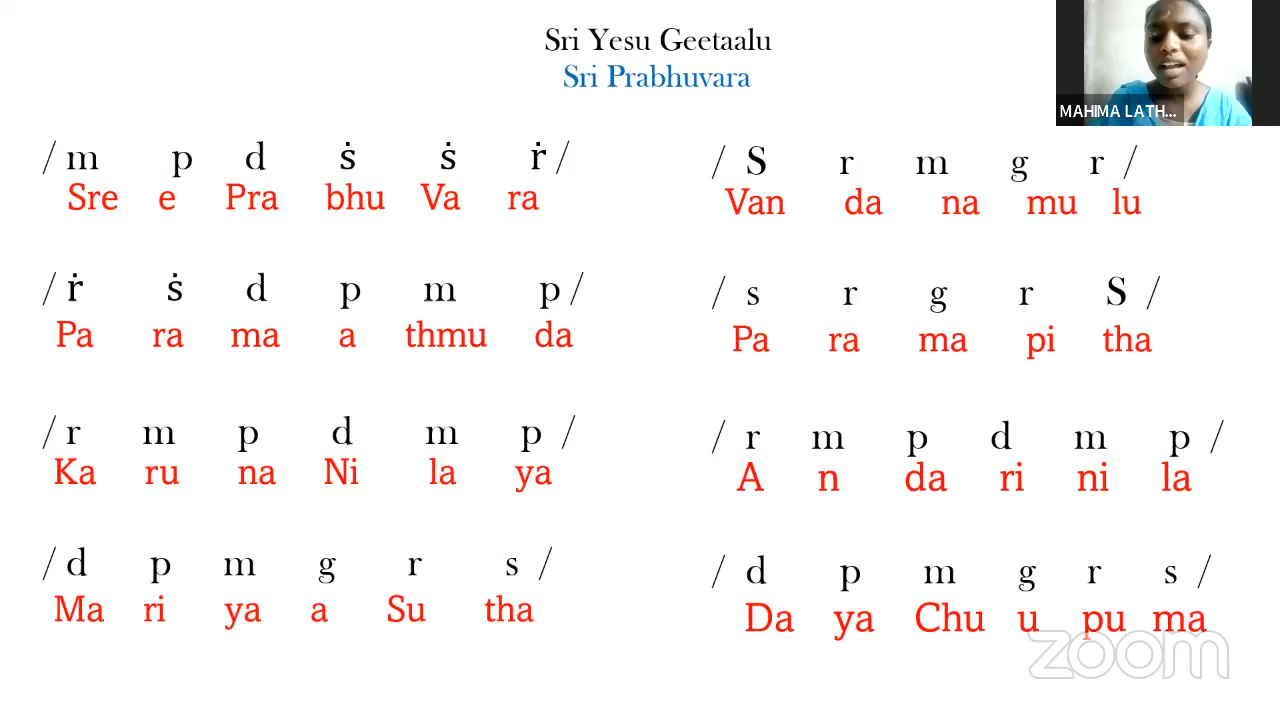 Sri Yesu Geetaalu
Sri Prabhuvara
MAHIMA LATH...
/ m p d ṡ ṡ ṙ /
Sre e Pra bhu Va ra
/ ṙ ṡ d p m p /
Pa ra ma a thmu da
/ r m p d m p /
Ka ru na Ni la ya
/ d p m g r s /
Ma ri ya a Su tha
/ S r m g r /
Van da na mu lu
/ s r g r S /
Pa ra ma pi tha
/ r m p d m p /
A n da ri ni la
/ d p m g r s /
Da ya Chu u pu ma
zoom